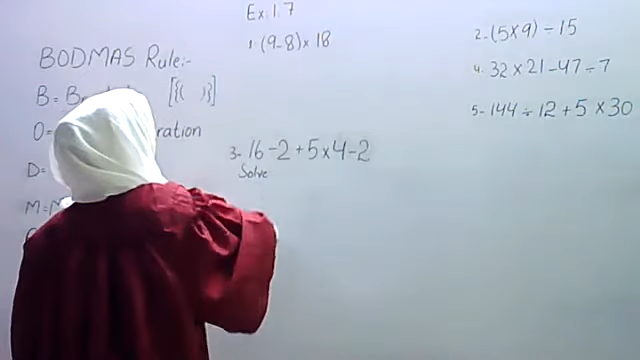 Ex: 1.7
BODMAS Rule:-
B= [{( )}]
O= ration
D=
M=
1. (9-8)×18
3- 16-2+5×4-2
Solve
2-(5×9)÷15
4. 32×21-47÷7
5- 144÷12+5×30